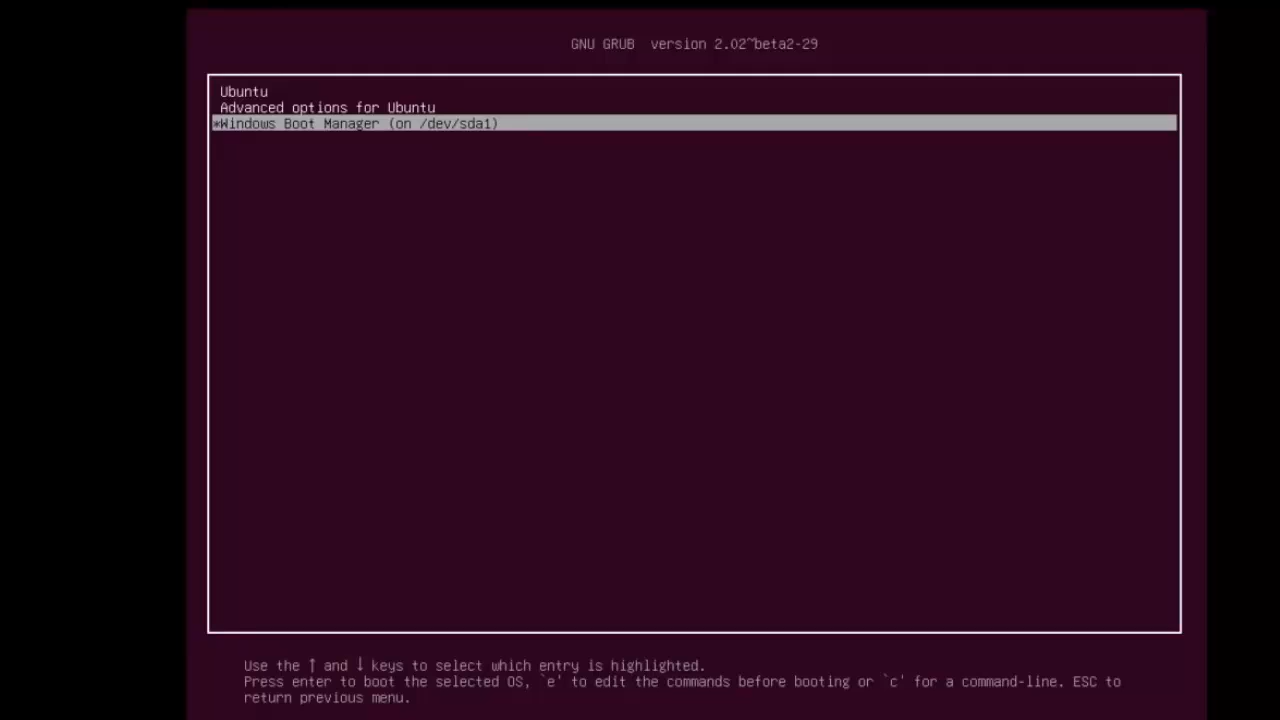 GNU GRUB  version 2.02~beta2-29
Ubuntu
Advanced options for Ubuntu
*Windows Boot Manager (on /dev/sda1)
Use the ↑ and ↓ keys to select which entry is highlighted.
Press enter to boot the selected OS, `e' to edit the commands before booting or `c' for a command-line. ESC to
return previous menu.